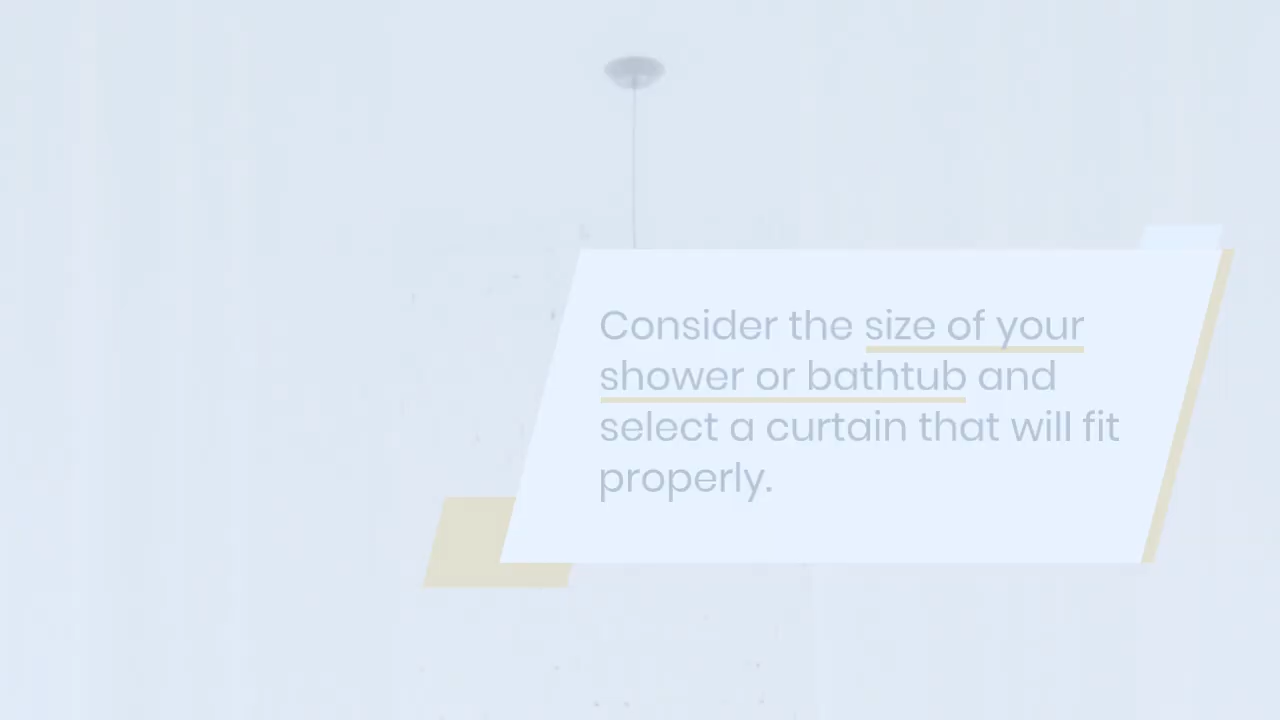 Consider the size of your
shower or bathtub and
select a curtain that will fit
properly.